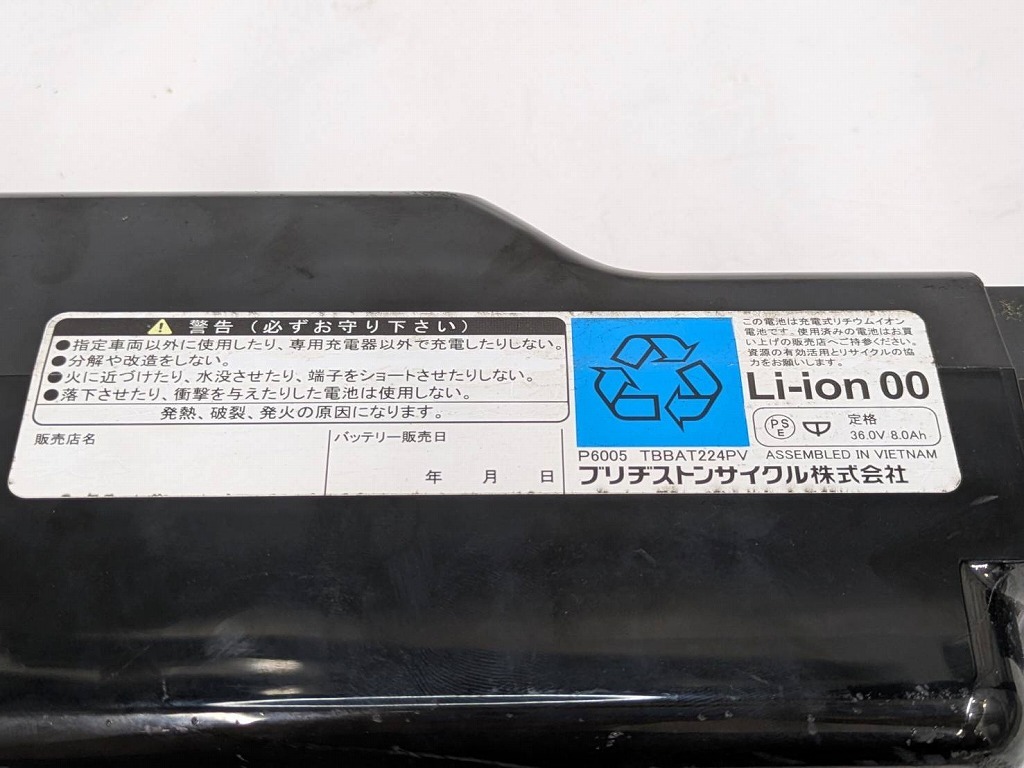 ⚠ 警告（必ずお守り下さい）
●指定車両以外に使用したり、専用充電器以外で充電したりしない。
●分解や改造をしない。
●火に近づけたり、水没させたり、端子をショートさせたりしない。
●落下させたり、衝撃を与えたりした電池は使用しない。
発熱、破裂、発火の原因になります。
販売店名
バッテリー販売日
年 月 日
この電池は充電式リチウムイオン
電池です。使用済みの電池はお買
い上げの販売店へご持参ください。
資源の有効活用とリサイクルの協
力をお願いします。
Li-ion 00
PSE
定格
36.0V 8.0Ah
P6005 TBBAT224PV ASSEMBLED IN VIETNAM
ブリヂストンサイクル株式会社